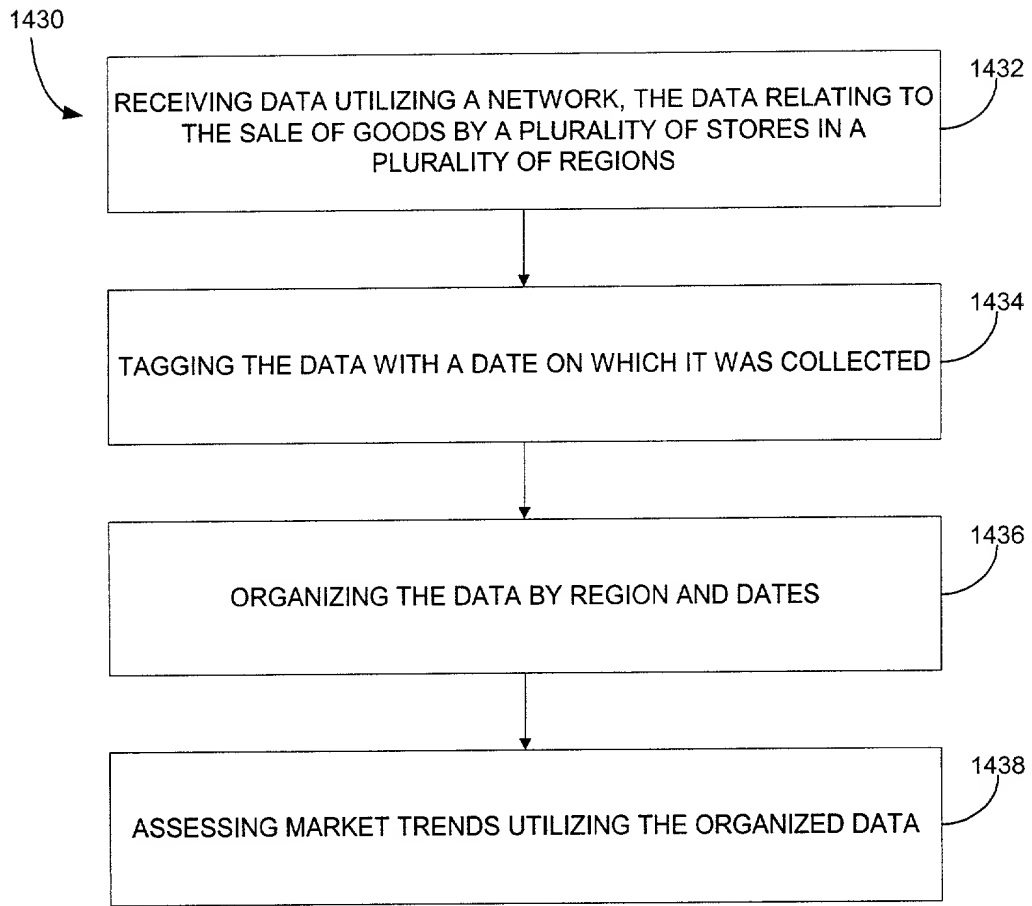 1430
1432
RECEIVING DATA UTILIZING A NETWORK, THE DATA RELATING TO
THE SALE OF GOODS BY A PLURALITY OF STORES IN A
PLURALITY OF REGIONS
1434
TAGGING THE DATA WITH A DATE ON WHICH IT WAS COLLECTED
1436
ORGANIZING THE DATA BY REGION AND DATES
1438
ASSESSING MARKET TRENDS UTILIZING THE ORGANIZED DATA